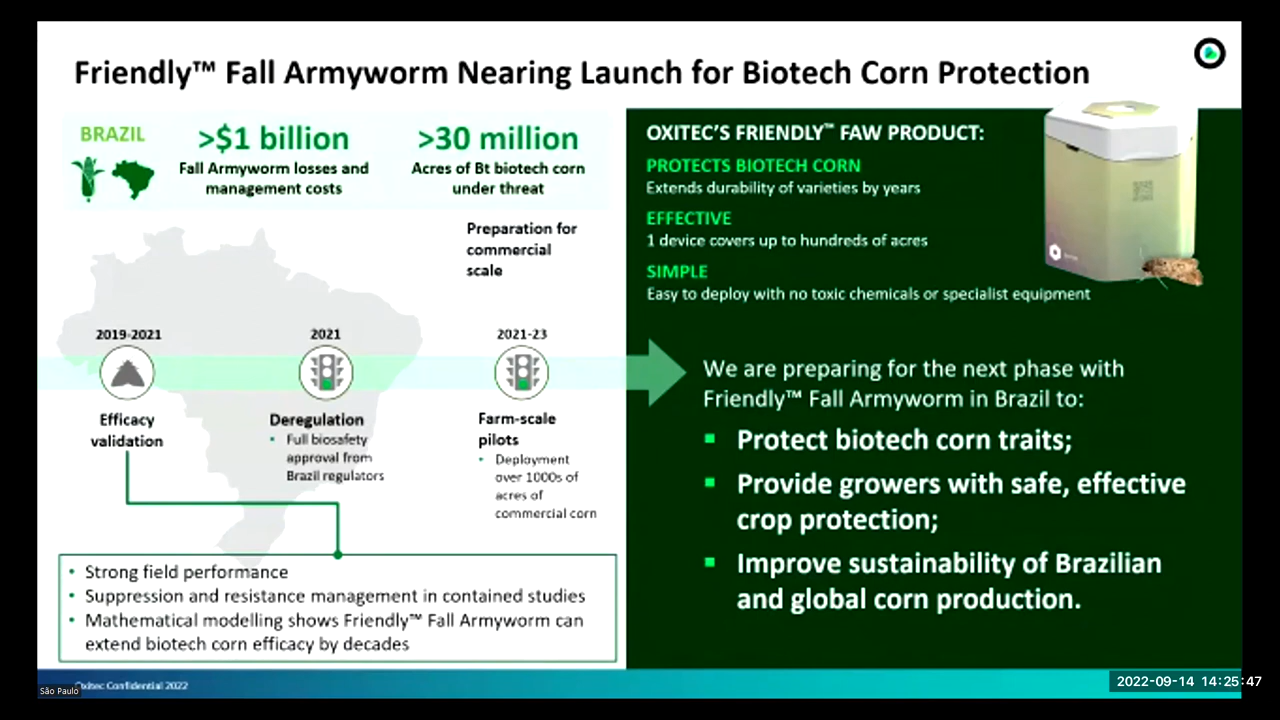 Friendly™ Fall Armyworm Nearing Launch for Biotech Corn Protection
BRAZIL
>$1 billion
Fall Armyworm losses and
management costs
>30 million
Acres of Bt biotech corn
under threat
Preparation for
commercial
scale
2019-2021
Efficacy
validation
2021
Deregulation
• Full biosafety
approval from
Brazil regulators
2021-23
Farm-scale
pilots
• Deployment
over 1000s of
acres of
commercial corn
• Strong field performance
• Suppression and resistance management in contained studies
• Mathematical modelling shows Friendly™ Fall Armyworm can
extend biotech corn efficacy by decades
OXITEC'S FRIENDLY™ FAW PRODUCT:
PROTECTS BIOTECH CORN
Extends durability of varieties by years
EFFECTIVE
1 device covers up to hundreds of acres
SIMPLE
Easy to deploy with no toxic chemicals or specialist equipment
We are preparing for the next phase with
Friendly™ Fall Armyworm in Brazil to:
▪ Protect biotech corn traits;
▪ Provide growers with safe, effective
crop protection;
▪ Improve sustainability of Brazilian
and global corn production.
Oxitec Confidential 2022
São Paulo
2022-09-14 14:25:47